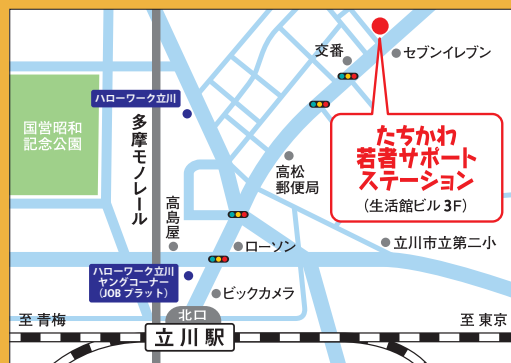 交番
セブンイレブン
ハローワーク立川
国営昭和
記念公園
多摩モノレール
たちかわ
若者サポート
ステーション
(生活館ビル3F)
高松
郵便局
高島屋
ローソン
立川市立第二小
ハローワーク立川
ヤングコーナー
(JOBプラット)
ビックカメラ
北口
至 青梅
立川駅
至 東京